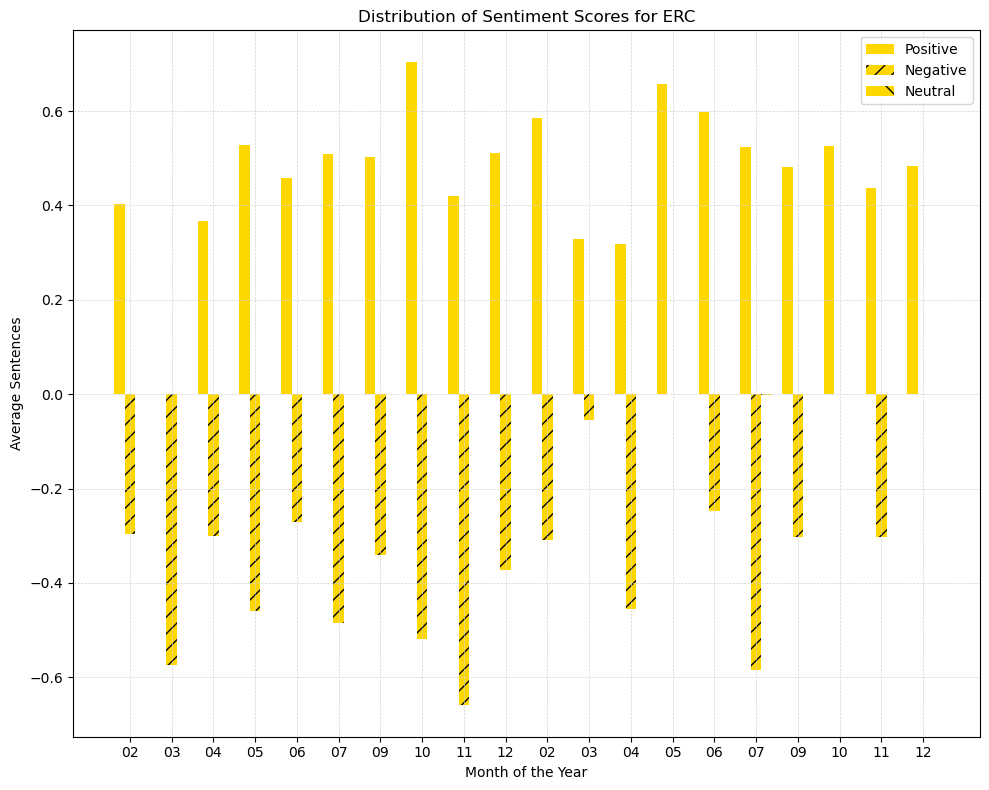 Distribution of Sentiment Scores for ERC
Positive
Negative
Neutral
0.6
0.4
0.2
0.0
−0.2
−0.4
−0.6
Average Sentences
02 03 04 05 06 07 09 10 11 12 02 03 04 05 06 07 09 10 11 12
Month of the Year